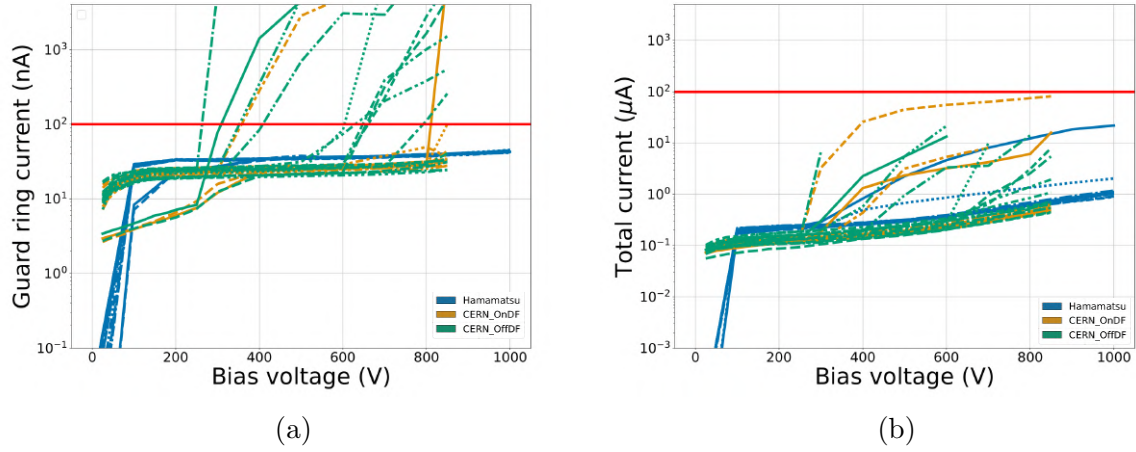 Guard ring current (nA)
10³
10²
10¹
10⁰
10⁻¹
0 200 400 600 800 1000
Bias voltage (V)
Hamamatsu
CERN_OnDF
CERN_OffDF
(a)
Total current (μA)
10³
10²
10¹
10⁰
10⁻¹
10⁻²
10⁻³
0 200 400 600 800 1000
Bias voltage (V)
Hamamatsu
CERN_OnDF
CERN_OffDF
(b)